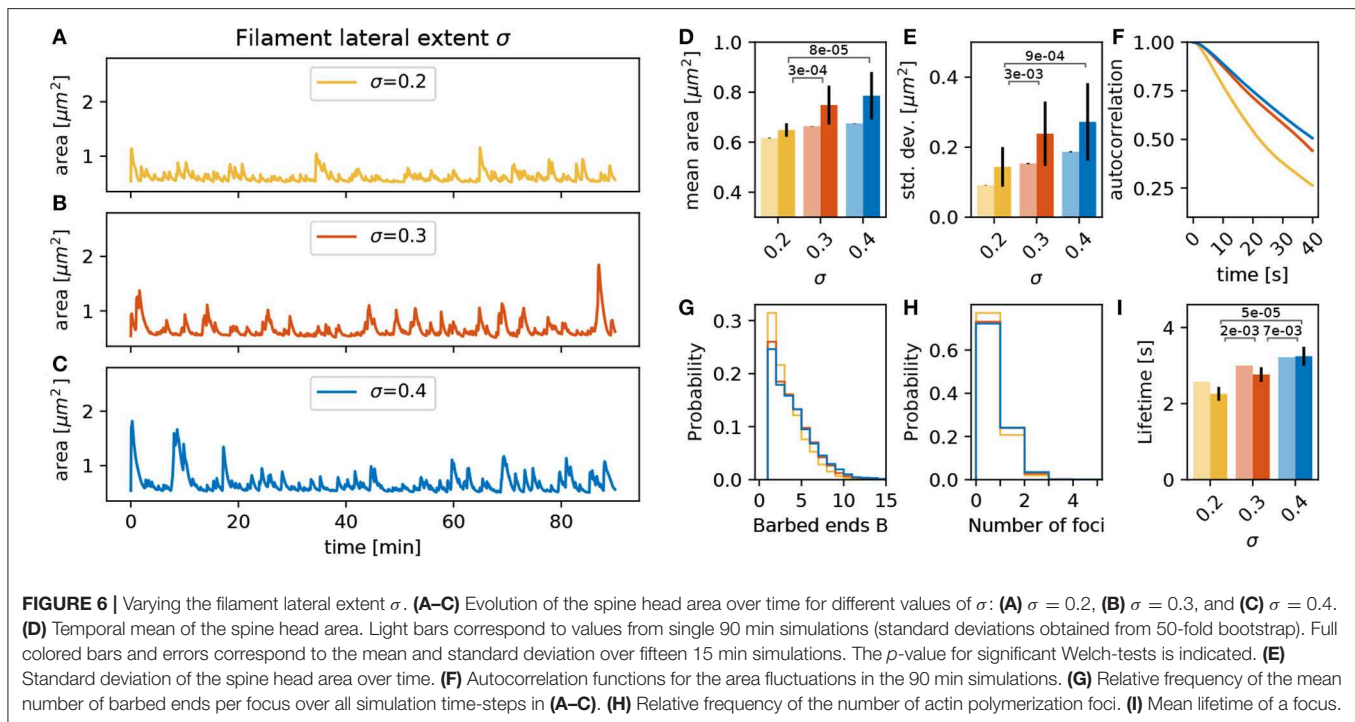 A
Filament lateral extent σ
area [μm²]
2
1
σ=0.2
B
area [μm²]
2
1
σ=0.3
C
area [μm²]
2
1
σ=0.4
0 20 40 60 80
time [min]
D
mean area [μm²]
1.0
0.8
0.6
0.4
8e-05
3e-04
0.2 0.3 0.4
σ
E
std. dev. [μm²]
0.4
0.2
0.0
9e-04
3e-03
0.2 0.3 0.4
σ
F
autocorrelation
1.00
0.75
0.50
0.25
0 10 20 30 40
time [s]
G
Probability
0.3
0.2
0.1
0.0
0 5 10 15
Barbed ends B
H
Probability
0.6
0.4
0.2
0.0
0 2 4
Number of foci
I
Lifetime [s]
4
2
0
5e-05
2e-03 7e-03
0.2 0.3 0.4
σ
FIGURE 6 | Varying the filament lateral extent σ. (A–C) Evolution of the spine head area over time for different values of σ: (A) σ = 0.2, (B) σ = 0.3, and (C) σ = 0.4.
(D) Temporal mean of the spine head area. Light bars correspond to values from single 90 min simulations (standard deviations obtained from 50-fold bootstrap). Full
colored bars and errors correspond to the mean and standard deviation over fifteen 15 min simulations. The p-value for significant Welch-tests is indicated. (E)
Standard deviation of the spine head area over time. (F) Autocorrelation functions for the area fluctuations in the 90 min simulations. (G) Relative frequency of the mean
number of barbed ends per focus over all simulation time-steps in (A–C). (H) Relative frequency of the number of actin polymerization foci. (I) Mean lifetime of a focus.